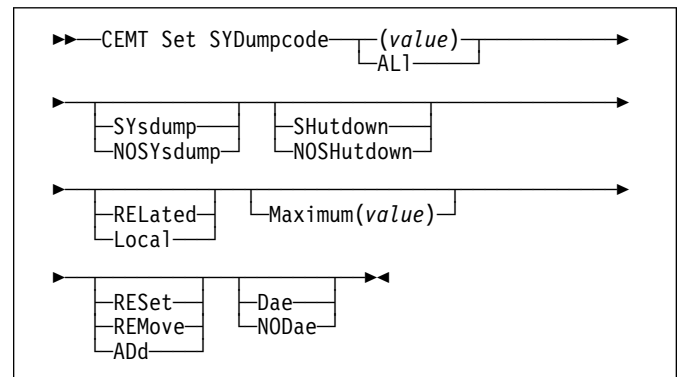 CEMT Set SYDumpcode (value)
ALl
SYsdump SHutdown
NOSYsdump NOSHutdown
RELated Maximum(value)
Local
RESet Dae
REMove NODae
ADd